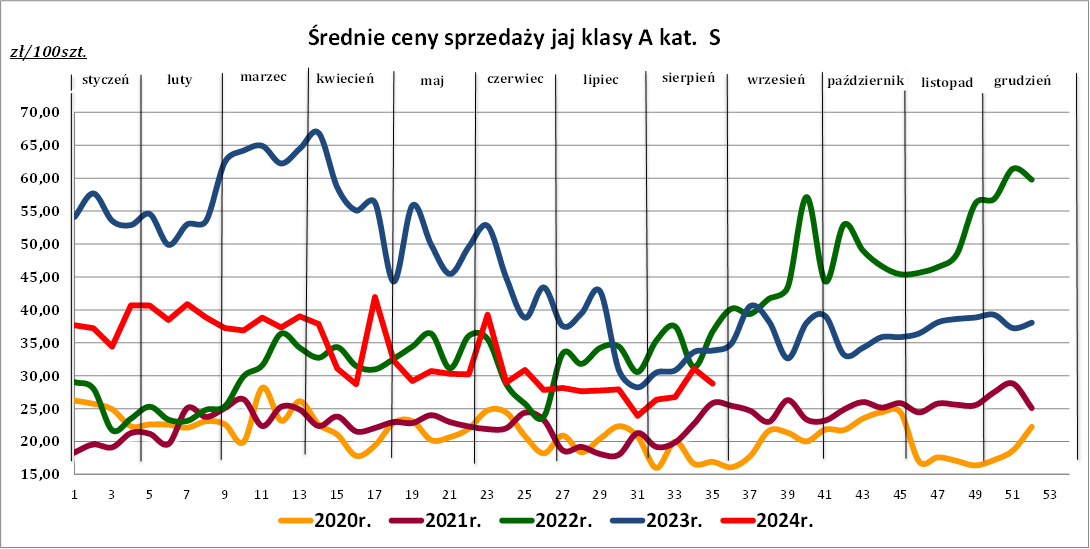 Średnie ceny sprzedaży jaj klasy A kat. S
zł/100szt.
styczeń luty marzec kwiecień maj czerwiec lipiec sierpień wrzesień październik listopad grudzień
70,00
65,00
60,00
55,00
50,00
45,00
40,00
35,00
30,00
25,00
20,00
15,00
1 3 5 7 9 11 13 15 17 19 21 23 25 27 29 31 33 35 37 39 41 43 45 47 49 51 53
2020r. 2021r. 2022r. 2023r. 2024r.